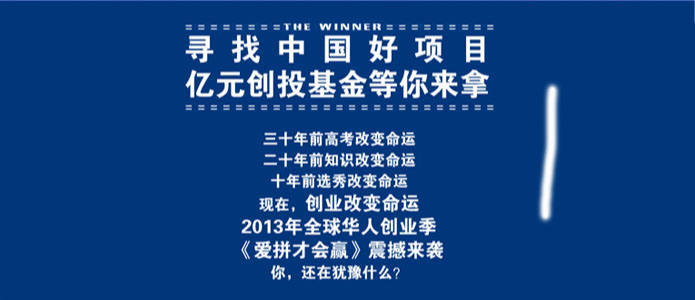 THE WINNER
寻找中国好项目
亿元创投基金等你来拿
三十年前高考改变命运
二十年前知识改变命运
十年前选秀改变命运
现在，创业改变命运
2013年全球华人创业季
《爱拼才会赢》震撼来袭
你，还在犹豫什么？